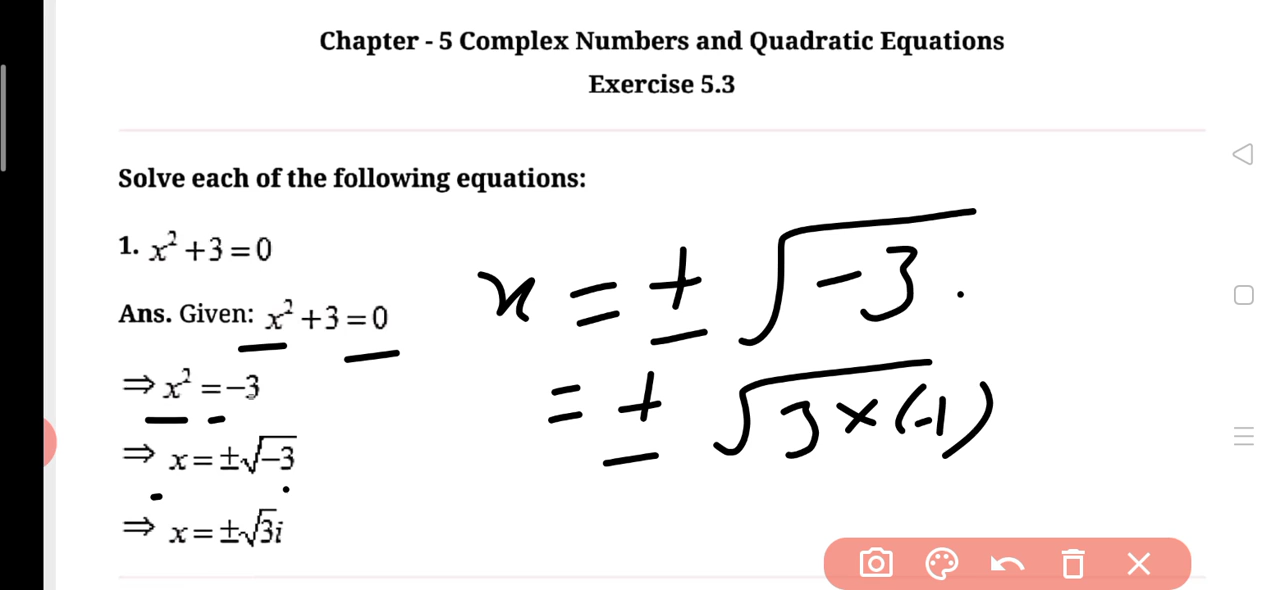 Chapter - 5 Complex Numbers and Quadratic Equations
Exercise 5.3
Solve each of the following equations:
1. x² + 3 = 0
Ans. Given: x² + 3 = 0
⇒ x² = −3
⇒ x = ±√−3
⇒ x = ±√3i
x = ± √−3.
= ± √3 × (−1)